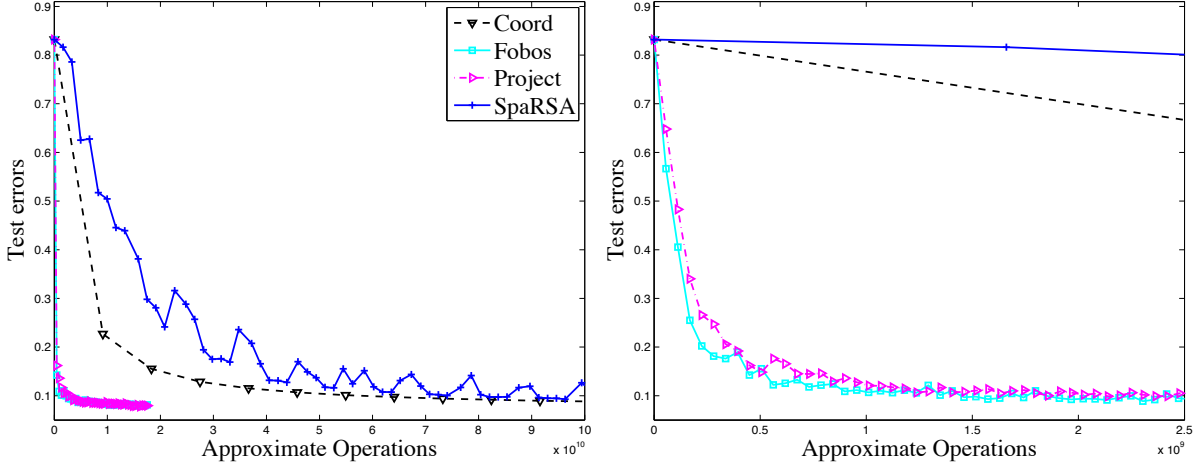 0.9
0.8
0.7
0.6
0.5
0.4
0.3
0.2
0.1
Test errors
0 1 2 3 4 5 6 7 8 9 10
x 10^10
Approximate Operations
Coord
Fobos
Project
SpaRSA
0.9
0.8
0.7
0.6
0.5
0.4
0.3
0.2
0.1
Test errors
0 0.5 1 1.5 2 2.5
x 10^9
Approximate Operations